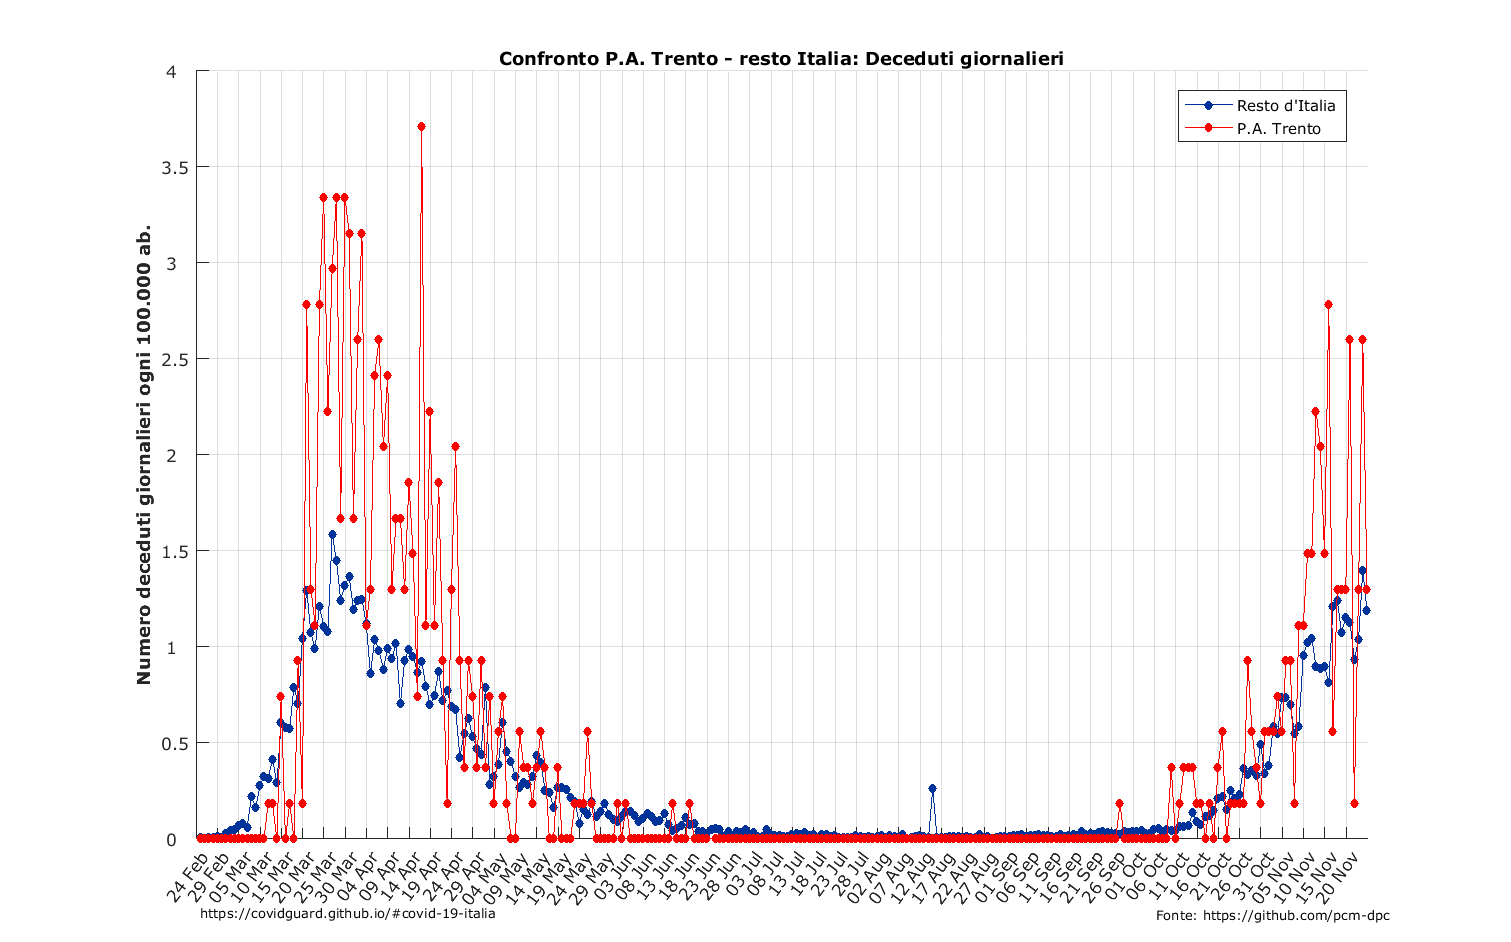 Confronto P.A. Trento - resto Italia: Deceduti giornalieri
Resto d'Italia
P.A. Trento
Numero deceduti giornalieri ogni 100.000 ab.
4
3.5
3
2.5
2
1.5
1
0.5
0
24 Feb
29 Feb
05 Mar
10 Mar
15 Mar
20 Mar
25 Mar
30 Mar
04 Apr
09 Apr
14 Apr
19 Apr
24 Apr
29 Apr
04 May
09 May
14 May
19 May
24 May
29 May
03 Jun
08 Jun
13 Jun
18 Jun
23 Jun
28 Jun
03 Jul
08 Jul
13 Jul
18 Jul
23 Jul
28 Jul
02 Aug
07 Aug
12 Aug
17 Aug
22 Aug
27 Aug
01 Sep
06 Sep
11 Sep
16 Sep
21 Sep
26 Sep
01 Oct
06 Oct
11 Oct
16 Oct
21 Oct
26 Oct
31 Oct
05 Nov
10 Nov
15 Nov
20 Nov
https://covidguard.github.io/#covid-19-italia
Fonte: https://github.com/pcm-dpc